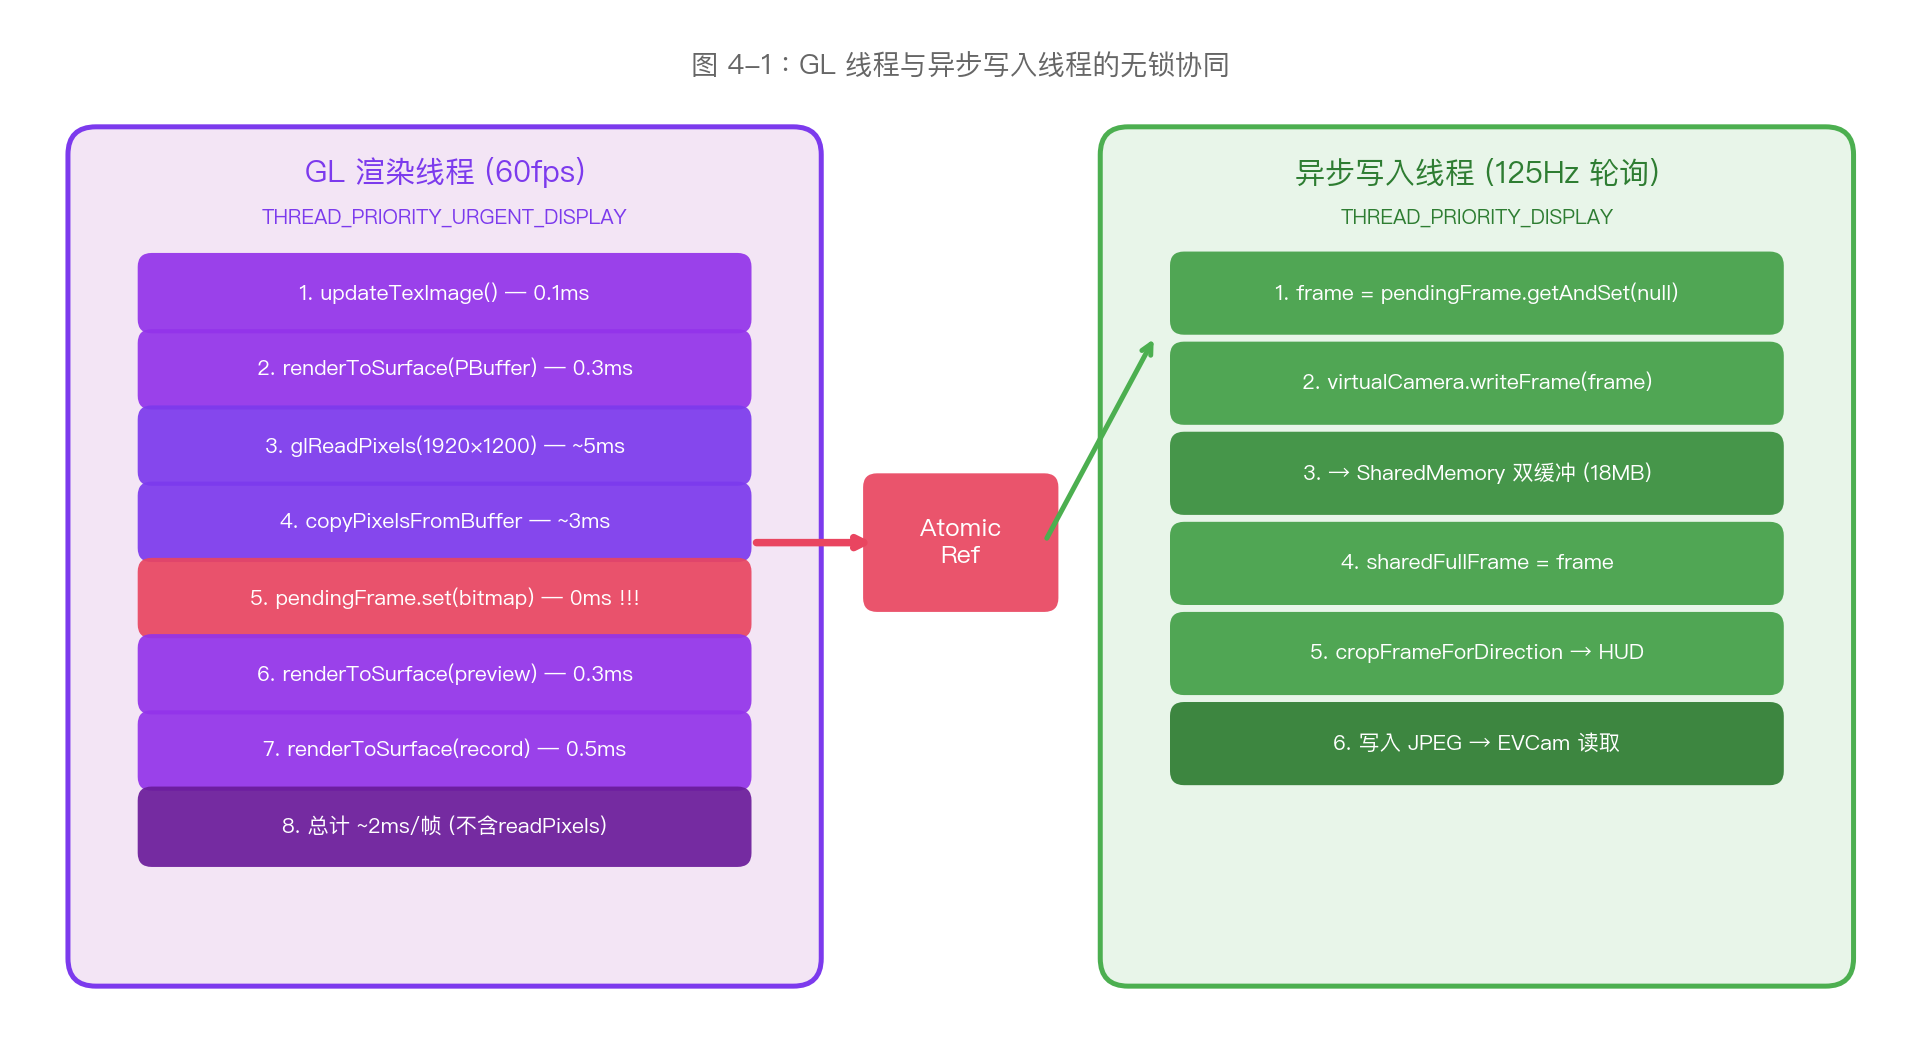 图 4-1：GL 线程与异步写入线程的无锁协同
GL 渲染线程 (60fps)
THREAD_PRIORITY_URGENT_DISPLAY
1. updateTexImage() — 0.1ms
2. renderToSurface(PBuffer) — 0.3ms
3. glReadPixels(1920×1200) — ~5ms
4. copyPixelsFromBuffer — ~3ms
5. pendingFrame.set(bitmap) — 0ms !!!
6. renderToSurface(preview) — 0.3ms
7. renderToSurface(record) — 0.5ms
8. 总计 ~2ms/帧 (不含readPixels)
Atomic
Ref
异步写入线程 (125Hz 轮询)
THREAD_PRIORITY_DISPLAY
1. frame = pendingFrame.getAndSet(null)
2. virtualCamera.writeFrame(frame)
3. → SharedMemory 双缓冲 (18MB)
4. sharedFullFrame = frame
5. cropFrameForDirection → HUD
6. 写入 JPEG → EVCam 读取